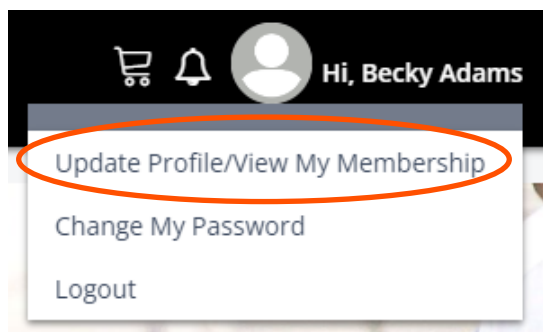 Hi, Becky Adams
Update Profile/View My Membership
Change My Password
Logout